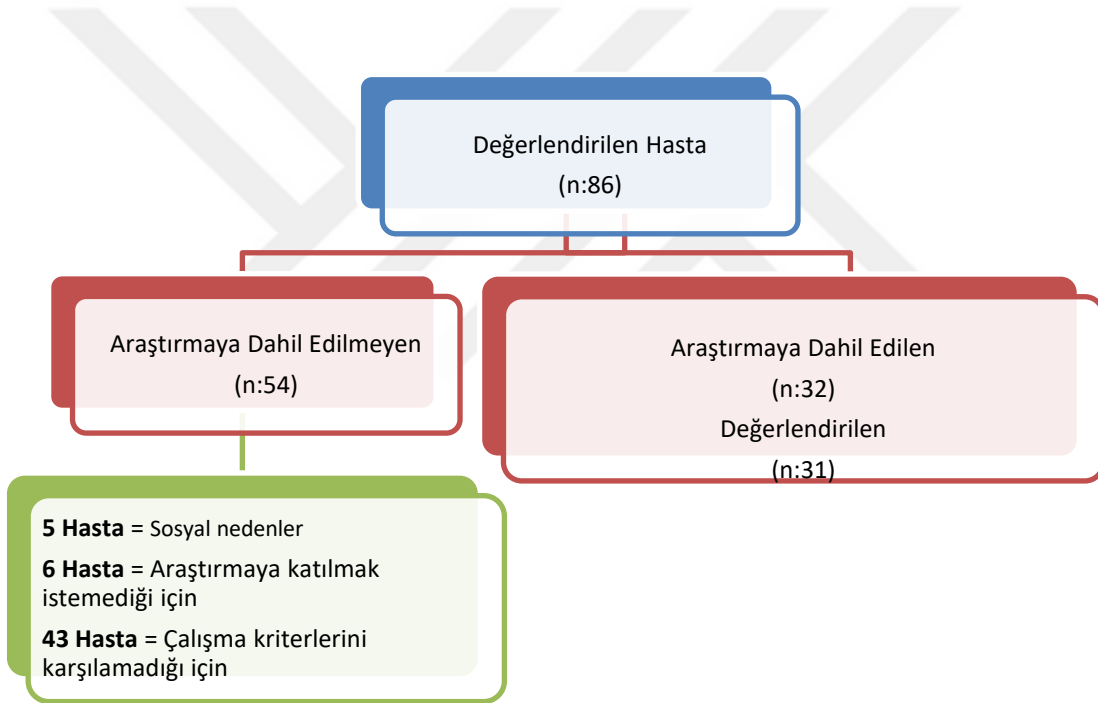 Değerlendirilen Hasta
(n:86)
Araştırmaya Dahil Edilmeyen
(n:54)
Araştırmaya Dahil Edilen
(n:32)
Değerlendirilen
(n:31)
5 Hasta = Sosyal nedenler
6 Hasta = Araştırmaya katılmak
istemediği için
43 Hasta = Çalışma kriterlerini
karşılamadığı için